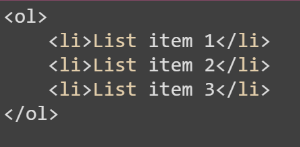 <ol>
    <li>List item 1</li>
    <li>List item 2</li>
    <li>List item 3</li>
</ol>